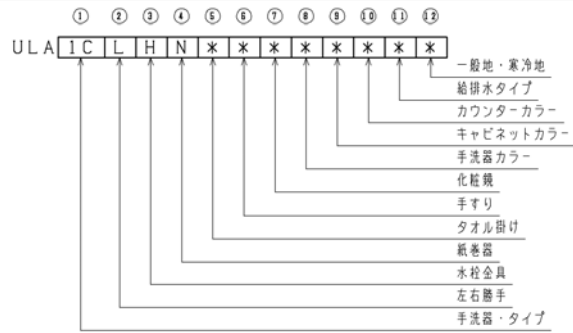 ① ② ③ ④ ⑤ ⑥ ⑦ ⑧ ⑨ ⑩ ⑪ ⑫
ULA 1C L H N * * * * * * * *
一般地・寒冷地
給排水タイプ
カウンターカラー
キャビネットカラー
手洗器カラー
化粧鏡
手すり
タオル掛け
紙巻器
水栓金具
左右勝手
手洗器・タイプ